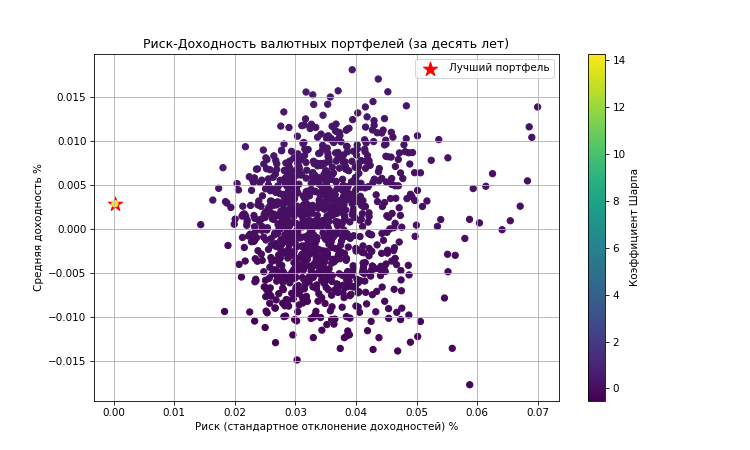 Риск-Доходность валютных портфелей (за десять лет)
Лучший портфель
Средняя доходность %
0.015
0.010
0.005
0.000
−0.005
−0.010
−0.015
0.00 0.01 0.02 0.03 0.04 0.05 0.06 0.07
Риск (стандартное отклонение доходностей) %
14
12
10
8
6
4
2
0
Коэффициент Шарпа